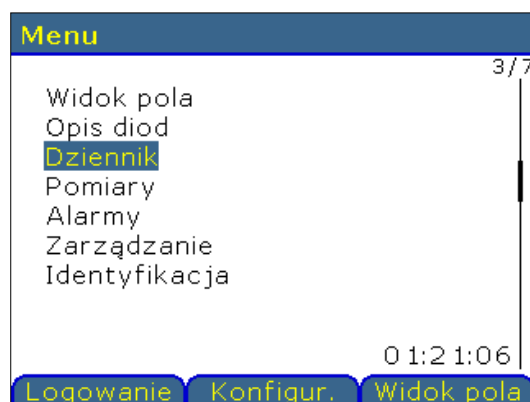 Menu
3/7
Widok pola
Opis diod
Dziennik
Pomiary
Alarmy
Zarządzanie
Identyfikacja
01:21:06
Logowanie Konfigur. Widok pola